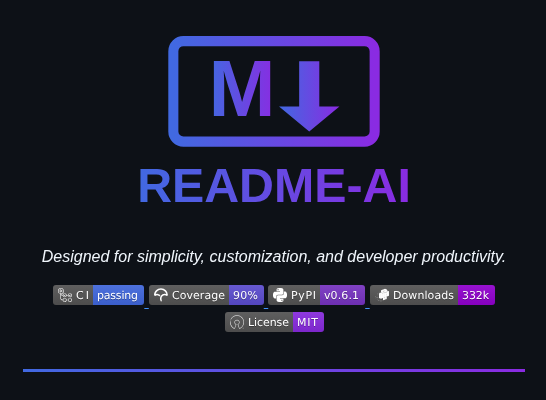 M
README-AI
Designed for simplicity, customization, and developer productivity.
CI passing Coverage 90% PyPI v0.6.1 Downloads 332k
License MIT